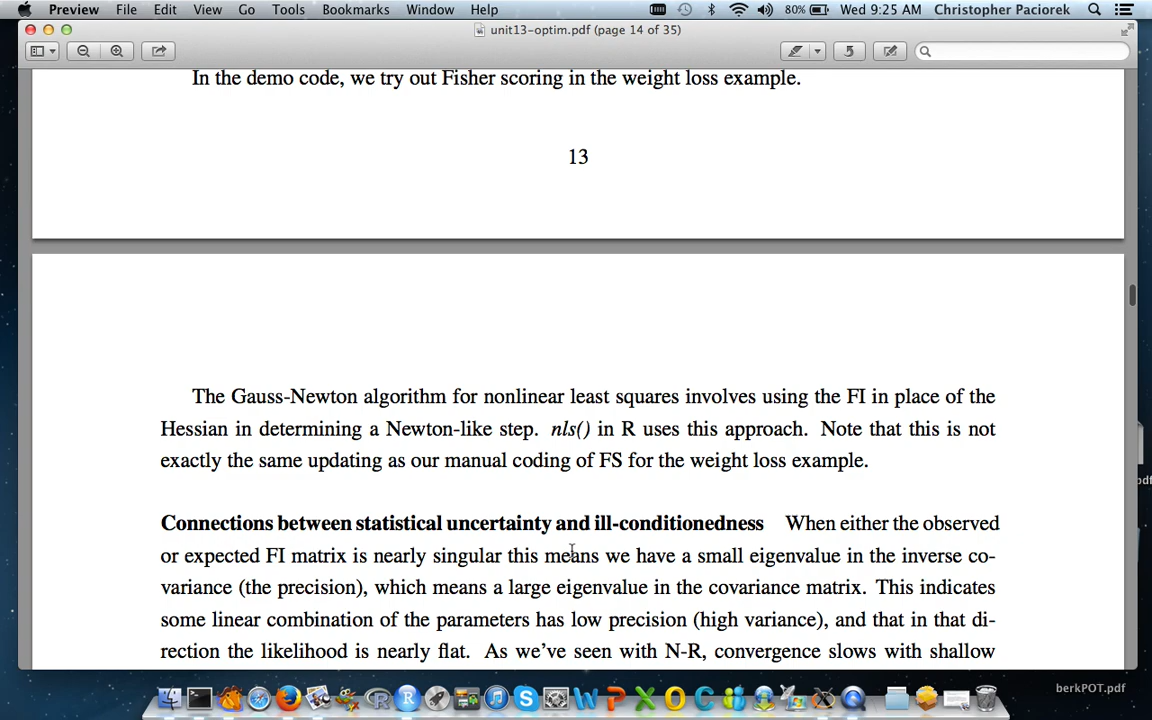 Preview File Edit View Go Tools Bookmarks Window Help 80% Wed 9:25 AM Christopher Paciorek
unit13-optim.pdf (page 14 of 35)
In the demo code, we try out Fisher scoring in the weight loss example.
13
The Gauss-Newton algorithm for nonlinear least squares involves using the FI in place of the
Hessian in determining a Newton-like step. nls() in R uses this approach. Note that this is not
exactly the same updating as our manual coding of FS for the weight loss example.
Connections between statistical uncertainty and ill-conditionedness When either the observed
or expected FI matrix is nearly singular this means we have a small eigenvalue in the inverse co-
variance (the precision), which means a large eigenvalue in the covariance matrix. This indicates
some linear combination of the parameters has low precision (high variance), and that in that di-
rection the likelihood is nearly flat. As we've seen with N-R, convergence slows with shallow
berkPOT.pdf